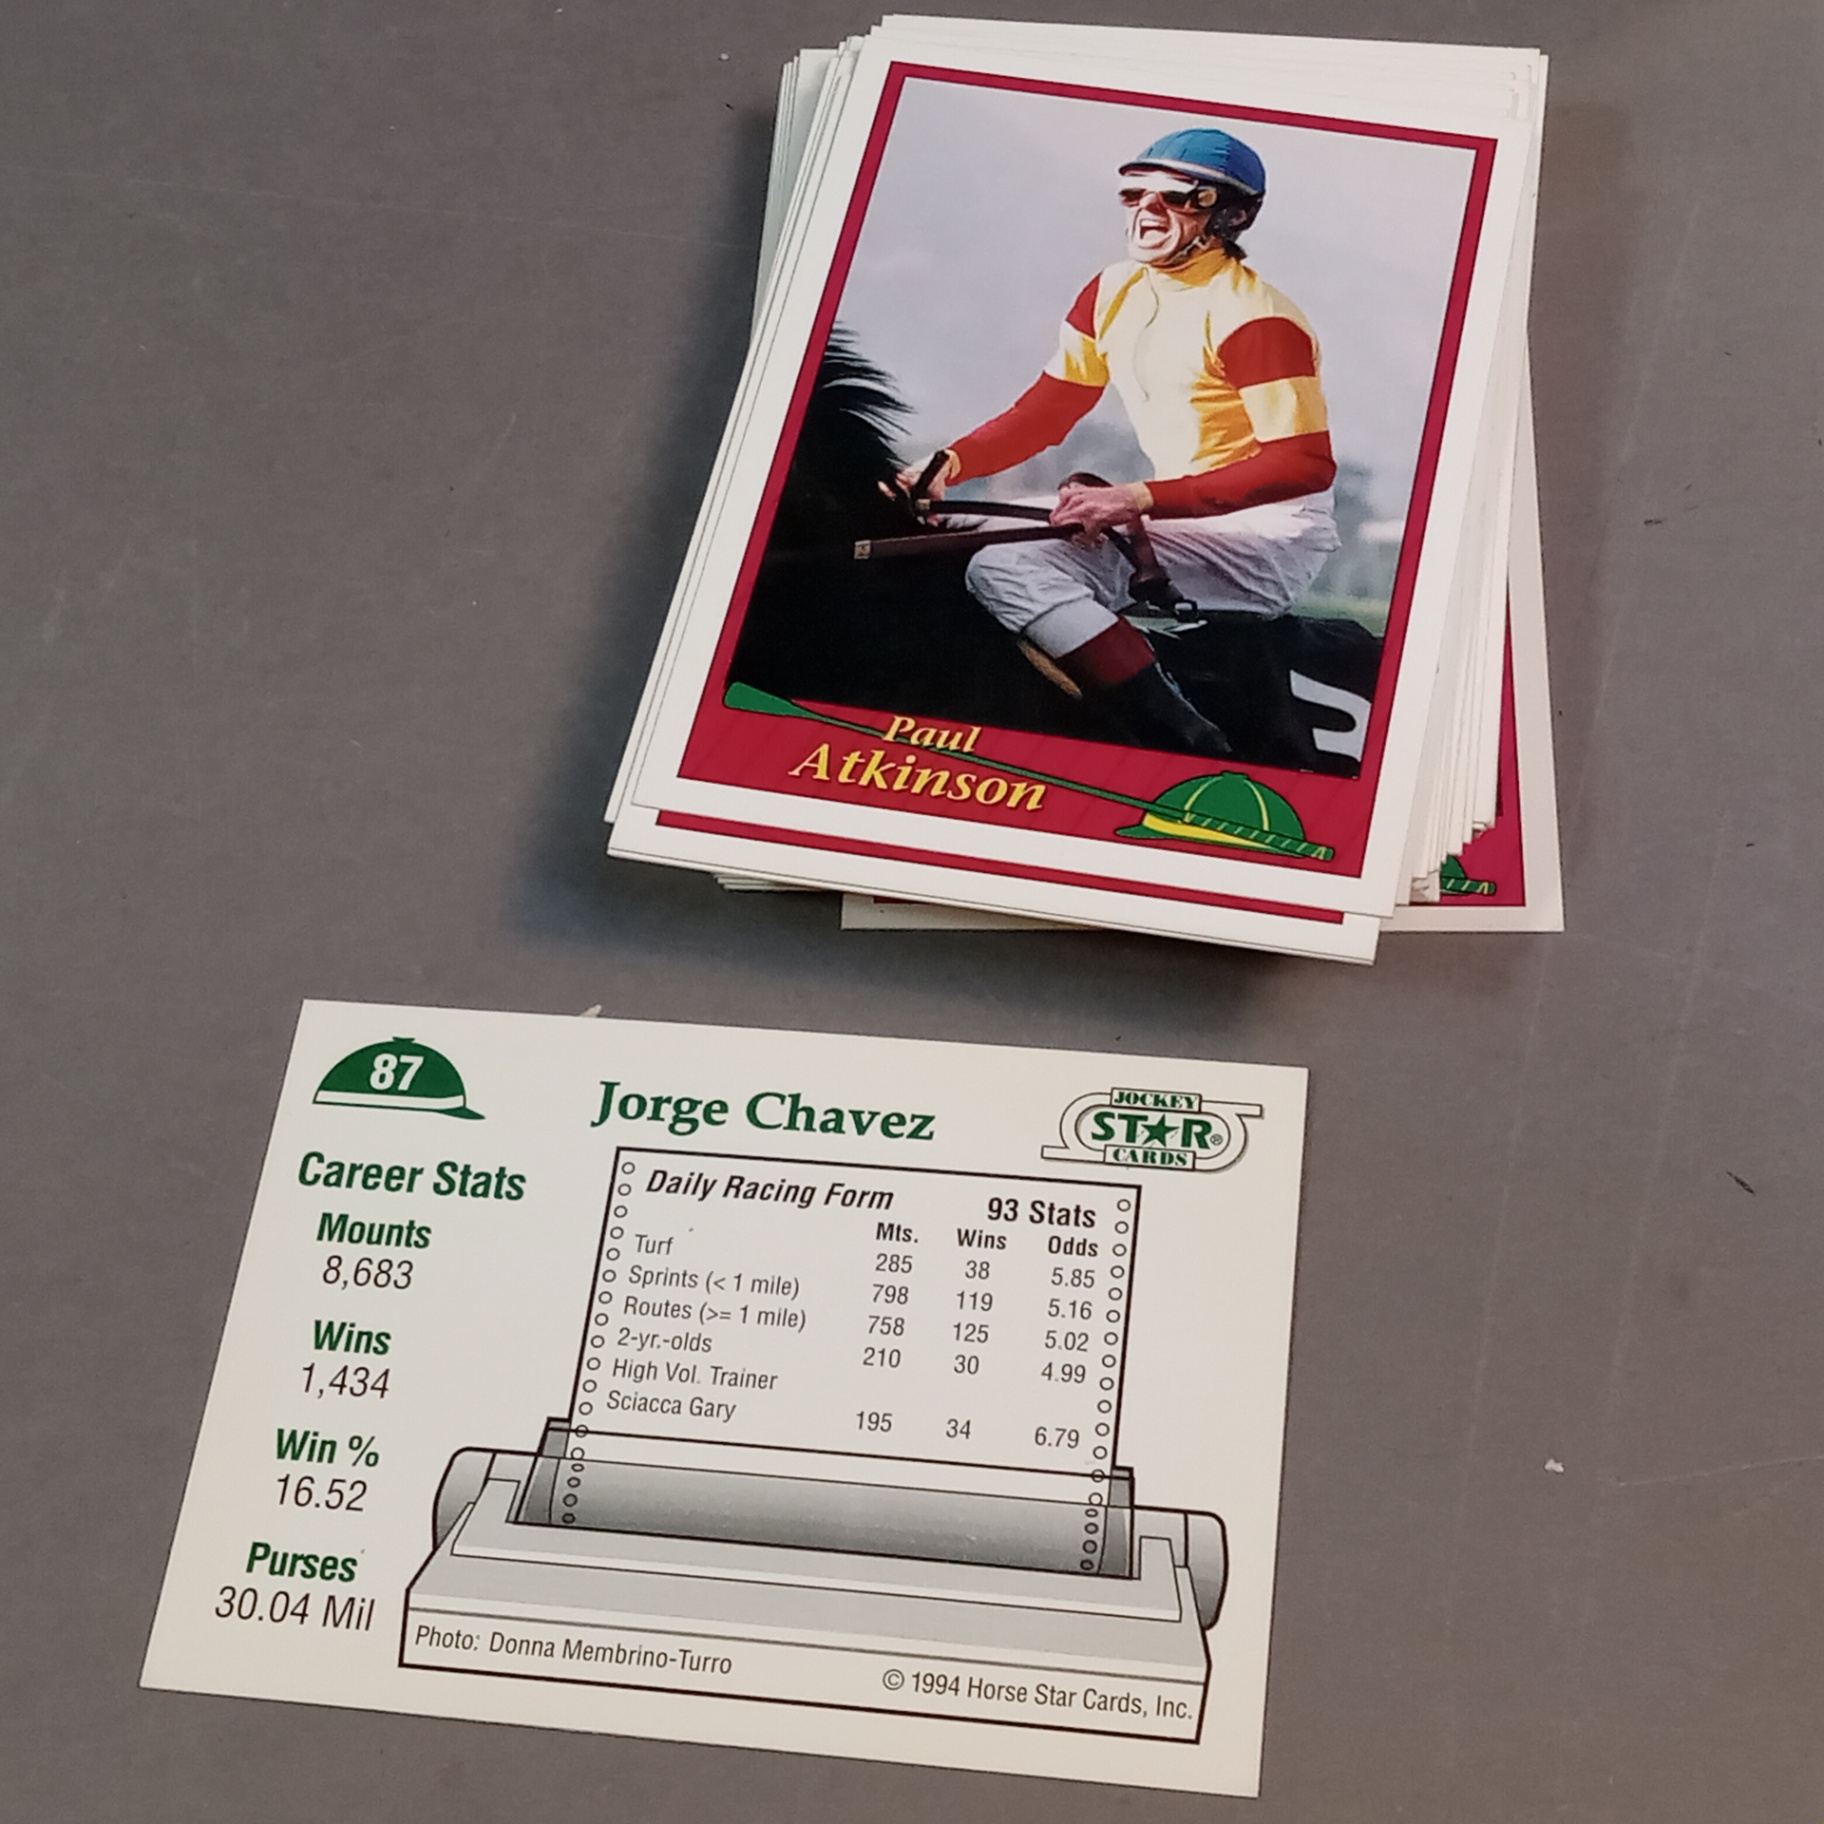 Paul
Atkinson
87
Jorge Chavez
JOCKEY
ST★R®
CARDS
Career Stats
Mounts
8,683
Wins
1,434
Win %
16.52
Purses
30.04 Mil
Daily Racing Form 93 Stats
Mts. Wins Odds
Turf 285 38 5.85
Sprints (< 1 mile) 798 119 5.16
Routes (>= 1 mile) 758 125 5.02
2-yr.-olds 210 30 4.99
High Vol. Trainer
Sciacca Gary 195 34 6.79
Photo: Donna Membrino-Turro
© 1994 Horse Star Cards, Inc.